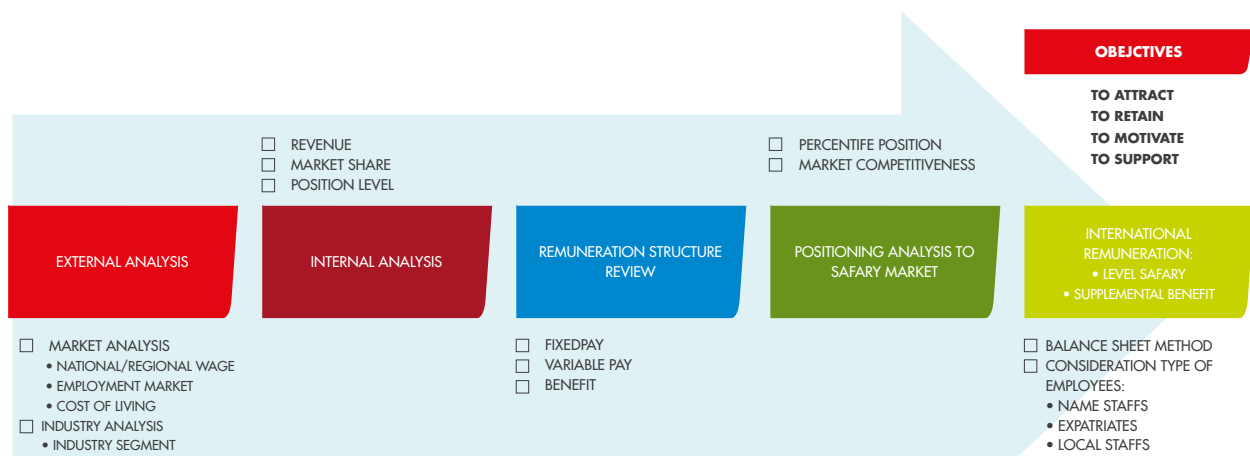 OBEJCTIVES
TO ATTRACT
TO RETAIN
TO MOTIVATE
TO SUPPORT
☐ REVENUE
☐ MARKET SHARE
☐ POSITION LEVEL
☐ PERCENTIFE POSITION
☐ MARKET COMPETITIVENESS
EXTERNAL ANALYSIS
INTERNAL ANALYSIS
REMUNERATION STRUCTURE
REVIEW
POSITIONING ANALYSIS TO
SAFARY MARKET
INTERNATIONAL
REMUNERATION:
• LEVEL SAFARY
• SUPPLEMENTAL BENEFIT
☐ MARKET ANALYSIS
• NATIONAL/REGIONAL WAGE
• EMPLOYMENT MARKET
• COST OF LIVING
☐ INDUSTRY ANALYSIS
• INDUSTRY SEGMENT
☐ FIXEDPAY
☐ VARIABLE PAY
☐ BENEFIT
☐ BALANCE SHEET METHOD
☐ CONSIDERATION TYPE OF
EMPLOYEES:
• NAME STAFFS
• EXPATRIATES
• LOCAL STAFFS